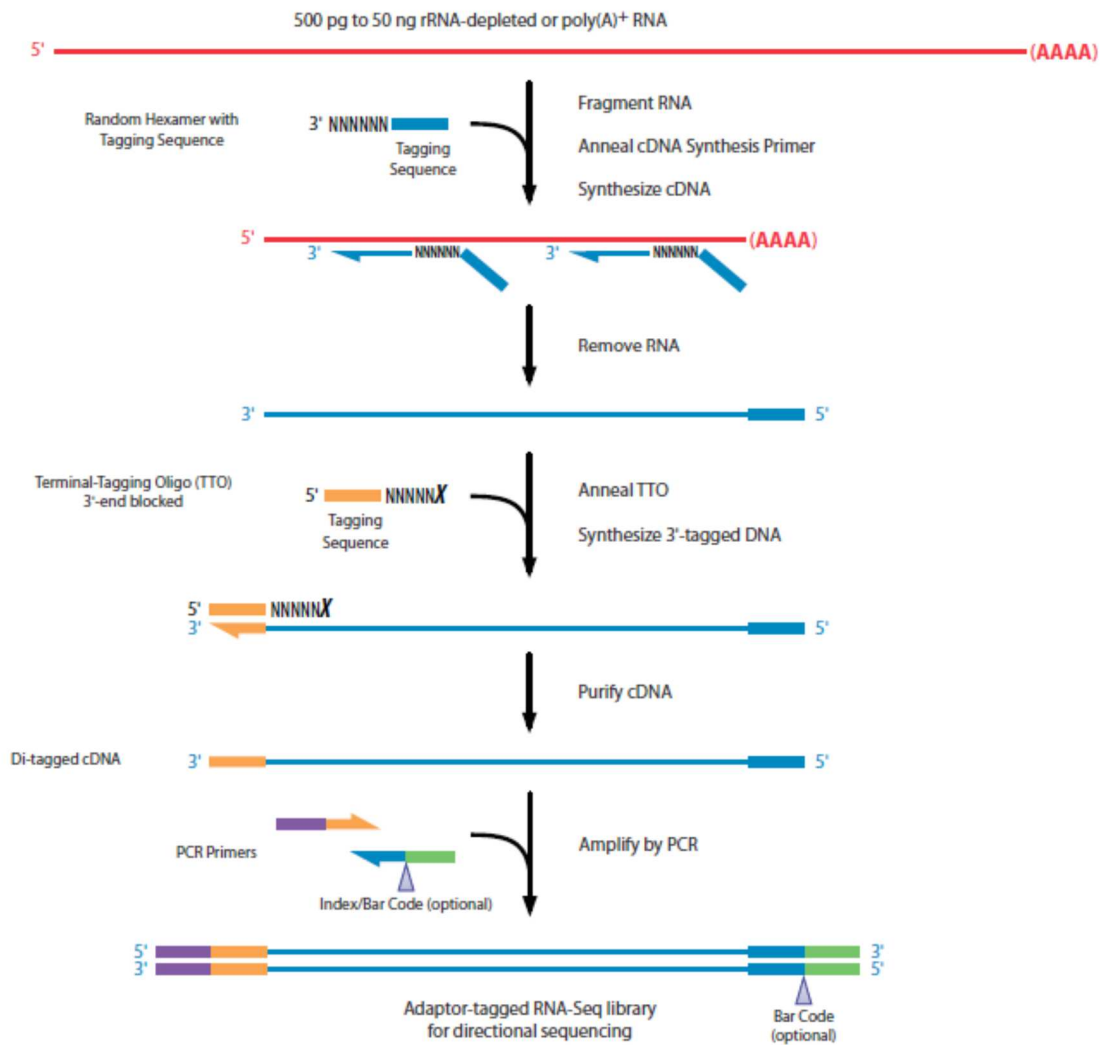 500 pg to 50 ng rRNA-depleted or poly(A)+ RNA
5' (AAAA)
Random Hexamer with
Tagging Sequence
3' NNNNNN
Tagging
Sequence
Fragment RNA
Anneal cDNA Synthesis Primer
Synthesize cDNA
5' (AAAA)
3' NNNNNN 3' NNNNNN
Remove RNA
3' 5'
Terminal-Tagging Oligo (TTO)
3'-end blocked
5' NNNNNX
Tagging
Sequence
Anneal TTO
Synthesize 3'-tagged DNA
5' NNNNNX
3' 5'
Purify cDNA
Di-tagged cDNA 3' 5'
PCR Primers
Index/Bar Code (optional)
Amplify by PCR
5' 3'
3' 5'
Adaptor-tagged RNA-Seq library
for directional sequencing
Bar Code
(optional)